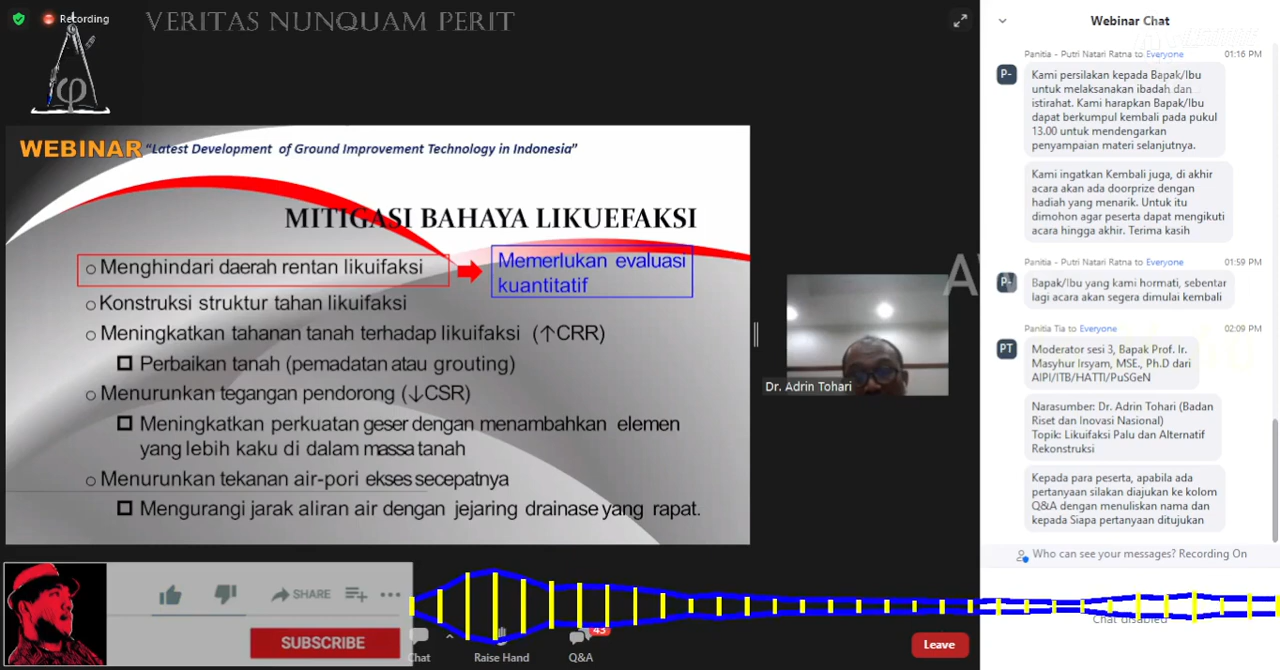 Recording
VERITAS NUNQUAM PERIT
φ
WEBINAR "Latest Development of Ground Improvement Technology in Indonesia"
MITIGASI BAHAYA LIKUEFAKSI
Menghindari daerah rentan likuifaksi
Memerlukan evaluasi
kuantitatif
Konstruksi struktur tahan likuifaksi
Meningkatkan tahanan tanah terhadap likuifaksi (↑CRR)
Perbaikan tanah (pemadatan atau grouting)
Menurunkan tegangan pendorong (↓CSR)
Meningkatkan perkuatan geser dengan menambahkan elemen
yang lebih kaku di dalam massa tanah
Menurunkan tekanan air-pori ekses secepatnya
Mengurangi jarak aliran air dengan jejaring drainase yang rapat.
Dr. Adrin Tohari
SHARE
SUBSCRIBE
Chat
Raise Hand
43
Q&A
Leave
Webinar Chat
Panitia - Putri Natari Ratna to Everyone 01:16 PM
P-
Kami persilakan kepada Bapak/Ibu
untuk melaksanakan ibadah dan
istirahat. Kami harapkan Bapak/Ibu
dapat berkumpul kembali pada pukul
13.00 untuk mendengarkan
penyampaian materi selanjutnya.
Kami ingatkan Kembali juga, di akhir
acara akan ada doorprize dengan
hadiah yang menarik. Untuk itu
dimohon agar peserta dapat mengikuti
acara hingga akhir. Terima kasih
Panitia - Putri Natari Ratna to Everyone 01:59 PM
P-
Bapak/Ibu yang kami hormati, sebentar
lagi acara akan segera dimulai kembali
Panitia Tia to Everyone 02:09 PM
PT
Moderator sesi 3, Bapak Prof. Ir.
Masyhur Irsyam, MSE., Ph.D dari
AIPI/ITB/HATTI/PuSGeN
Narasumber: Dr. Adrin Tohari (Badan
Riset dan Inovasi Nasional)
Topik: Likuifaksi Palu dan Alternatif
Rekonstruksi
Kepada para peserta, apabila ada
pertanyaan silakan diajukan ke kolom
Q&A dengan menuliskan nama dan
kepada Siapa pertanyaan ditujukan
Who can see your messages? Recording On
Chat disabled